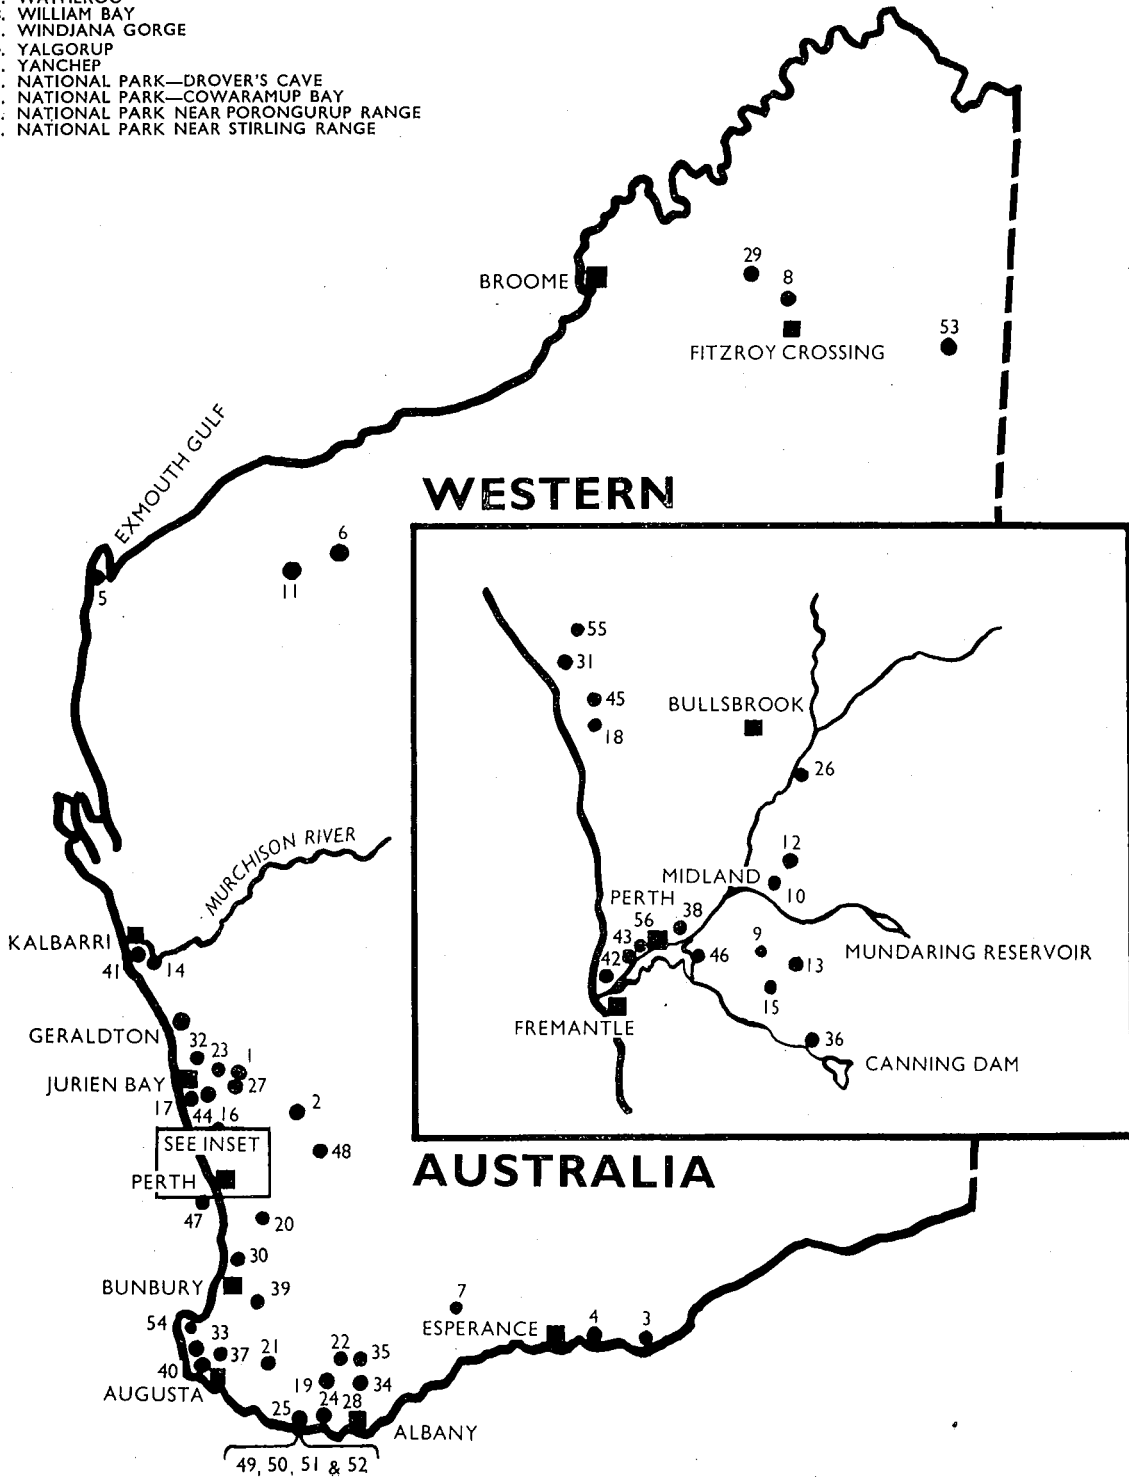 . WILLIAM BAY
. WINDJANA GORGE
. YALGORUP
. YANCHEP
. NATIONAL PARK—DROVER'S CAVE
. NATIONAL PARK—COWARAMUP BAY
. NATIONAL PARK NEAR PORONGURUP RANGE
. NATIONAL PARK NEAR STIRLING RANGE
BROOME
29
8
53
FITZROY CROSSING
EXMOUTH GULF
WESTERN
6
11
5
55
31
45
18
BULLSBROOK
26
12
MIDLAND
10
PERTH
38
56
43
42
46
9
13
15
MUNDARING RESERVOIR
FREMANTLE
36
CANNING DAM
MURCHISON RIVER
KALBARRI
41
14
GERALDTON
32
23
1
JURIEN BAY
27
17
44
16
2
SEE INSET
48
PERTH
AUSTRALIA
47
20
30
BUNBURY
39
7
54
ESPERANCE
4
3
33
37
21
22
35
40
19
34
AUGUSTA
25
24
28
ALBANY
49, 50, 51 & 52